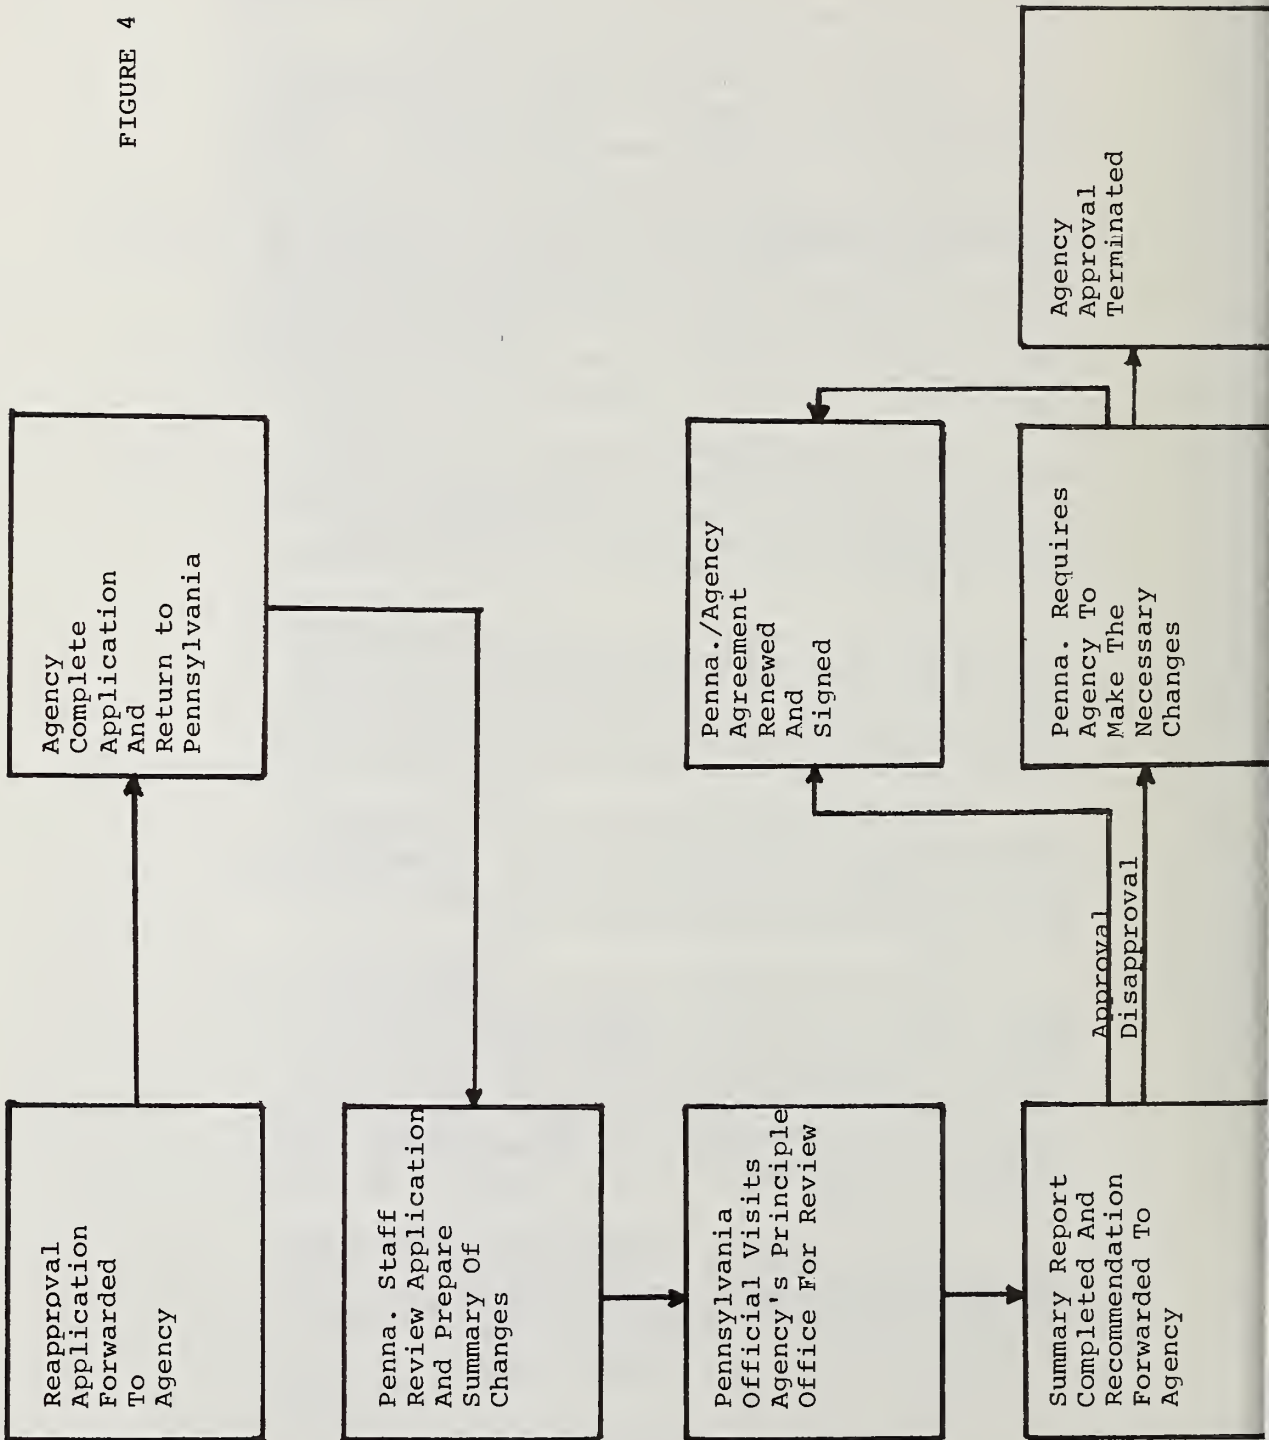 FIGURE 4
Reapproval
Application
Forwarded
To
Agency
Agency
Complete
Application
And
Return to
Pennsylvania
Penna. Staff
Review Application
And Prepare
Summary Of
Changes
Pennsylvania
Official Visits
Agency's Principle
Office For Review
Summary Report
Completed And
Recommendation
Forwarded To
Agency
Approval
Disapproval
Penna./Agency
Agreement
Renewed
And
Signed
Penna. Requires
Agency To
Make The
Necessary
Changes
Agency
Approval
Terminated